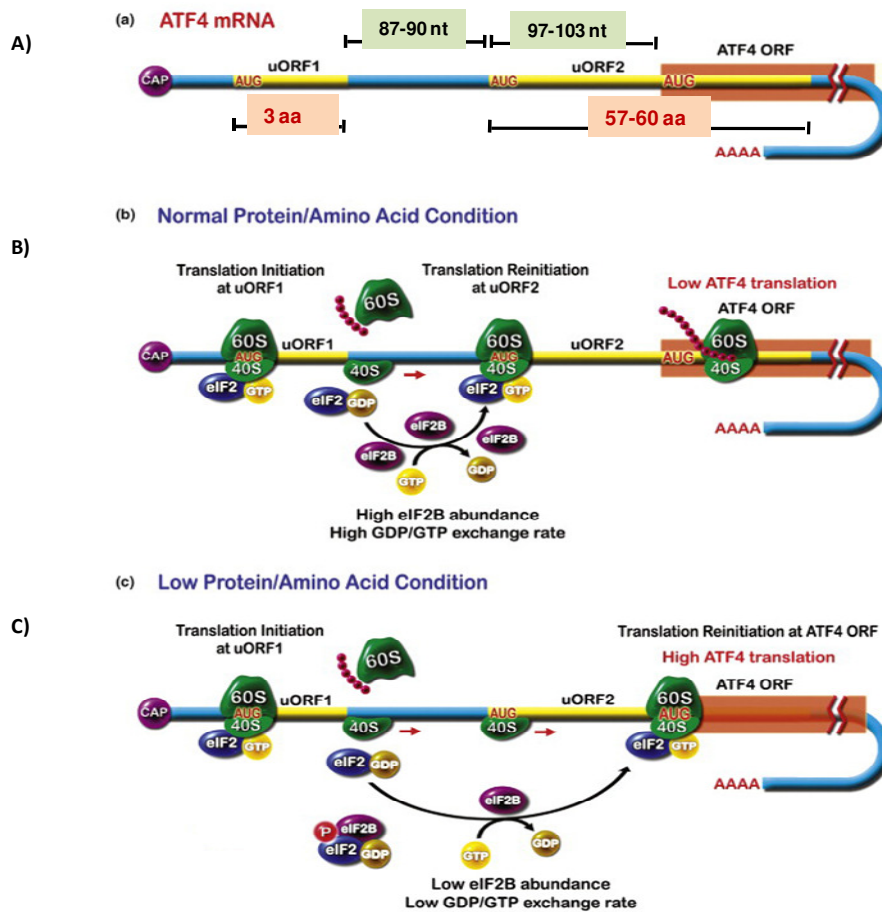 A)
(a) ATF4 mRNA
87-90 nt
97-103 nt
ATF4 ORF
uORF1
uORF2
CAP
AUG
AUG
AUG
3 aa
57-60 aa
AAAA
(b) Normal Protein/Amino Acid Condition
B)
Translation Initiation
at uORF1
60S
Translation Reinitiation
at uORF2
Low ATF4 translation
ATF4 ORF
60S
uORF1
60S
uORF2
60S
CAP
AUG
AUG
AUG
40S
40S
40S
40S
eIF2
GTP
eIF2
GDP
eIF2
GTP
eIF2B
eIF2B
eIF2B
AAAA
GTP
GDP
High eIF2B abundance
High GDP/GTP exchange rate
(c) Low Protein/Amino Acid Condition
C)
Translation Initiation
at uORF1
60S
Translation Reinitiation at ATF4 ORF
High ATF4 translation
ATF4 ORF
60S
uORF1
uORF2
60S
CAP
AUG
AUG
AUG
40S
40S
40S
40S
eIF2
GTP
eIF2
GDP
eIF2
GTP
eIF2B
AAAA
P
eIF2B
eIF2
GDP
GTP
GDP
Low eIF2B abundance
Low GDP/GTP exchange rate